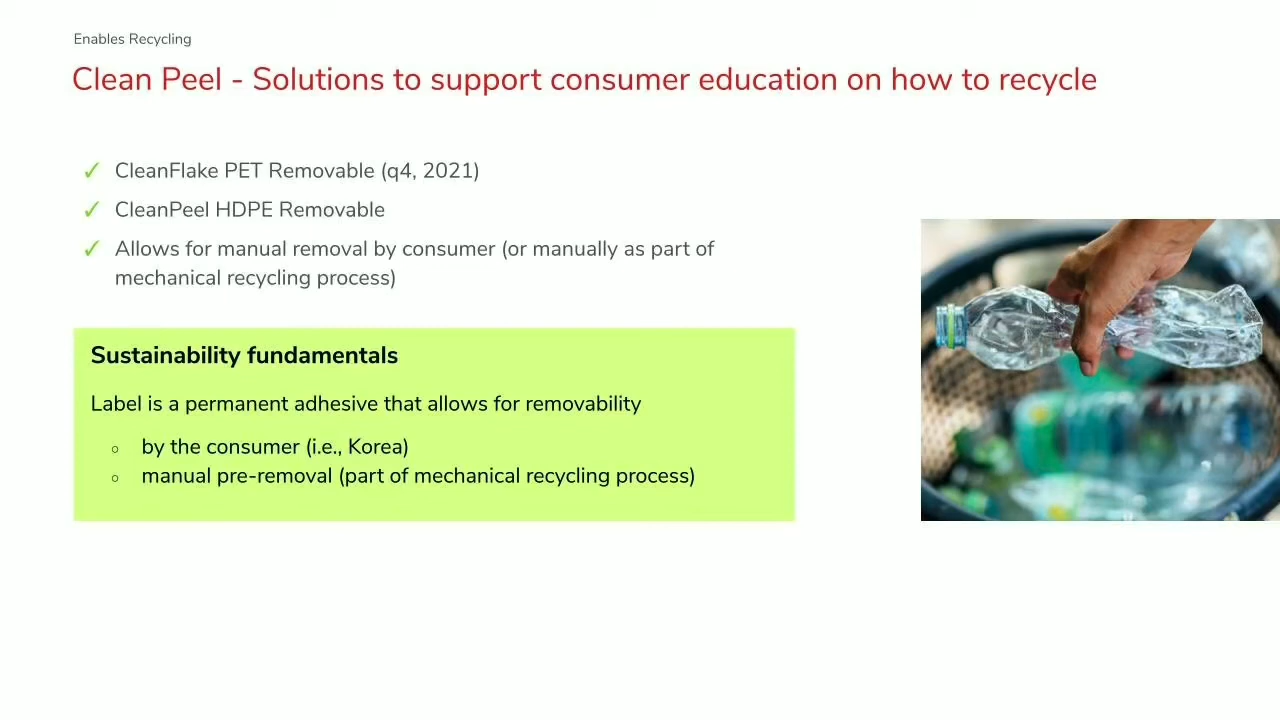 Enables Recycling
Clean Peel - Solutions to support consumer education on how to recycle
✓ CleanFlake PET Removable (q4, 2021)
✓ CleanPeel HDPE Removable
✓ Allows for manual removal by consumer (or manually as part of
mechanical recycling process)
Sustainability fundamentals
Label is a permanent adhesive that allows for removability
○ by the consumer (i.e., Korea)
○ manual pre-removal (part of mechanical recycling process)